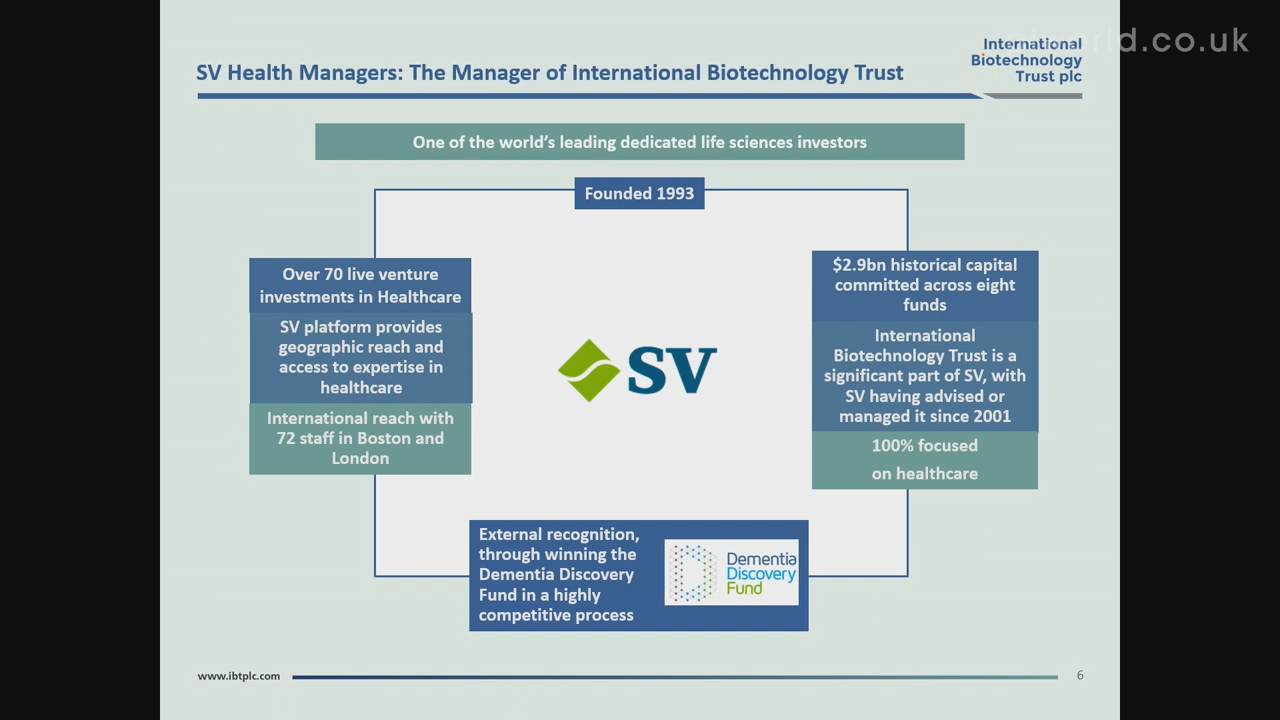 SV Health Managers: The Manager of International Biotechnology Trust
International
Biotechnology
Trust plc
rld.co.uk
One of the world's leading dedicated life sciences investors
Founded 1993
Over 70 live venture
investments in Healthcare
SV platform provides
geographic reach and
access to expertise in
healthcare
International reach with
72 staff in Boston and
London
SV
$2.9bn historical capital
committed across eight
funds
International
Biotechnology Trust is a
significant part of SV, with
SV having advised or
managed it since 2001
100% focused
on healthcare
External recognition,
through winning the
Dementia Discovery
Fund in a highly
competitive process
Dementia
Discovery
Fund
www.ibtplc.com
6